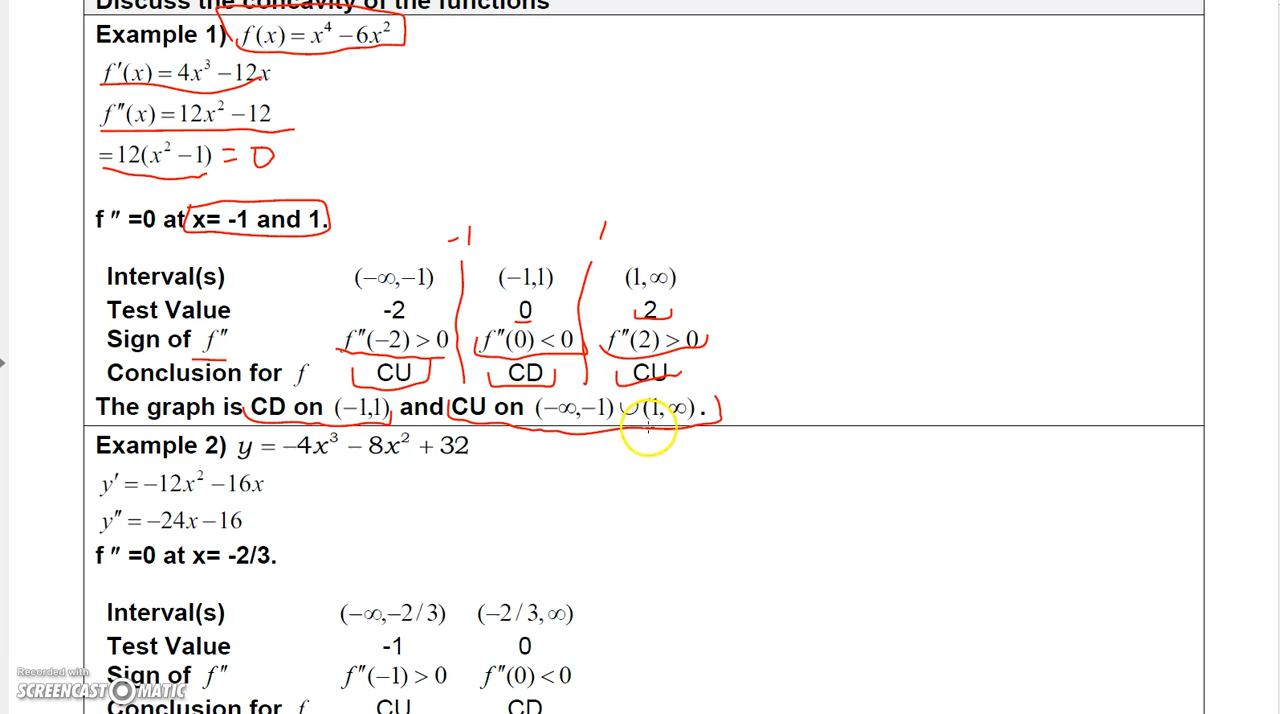 Discuss the concavity of the functions
Example 1) f(x) = x⁴ − 6x²
f′(x) = 4x³ − 12x
f″(x) = 12x² − 12
= 12(x² − 1) = 0
f″ =0 at x= -1 and 1.
-1 1
Interval(s) (−∞,−1) (−1,1) (1,∞)
Test Value -2 0 2
Sign of f″ f″(−2) > 0 f″(0) < 0 f″(2) > 0
Conclusion for f CU CD CU
The graph is CD on (−1,1) and CU on (−∞,−1) ∪ (1,∞).
Example 2) y = −4x³ − 8x² + 32
y′ = −12x² − 16x
y″ = −24x − 16
f″ =0 at x= -2/3.
Interval(s) (−∞,−2/3) (−2/3,∞)
Test Value -1 0
Sign of f″ f″(−1) > 0 f″(0) < 0
Conclusion for f CU CD
Recorded with
SCREENCAST-O-MATIC